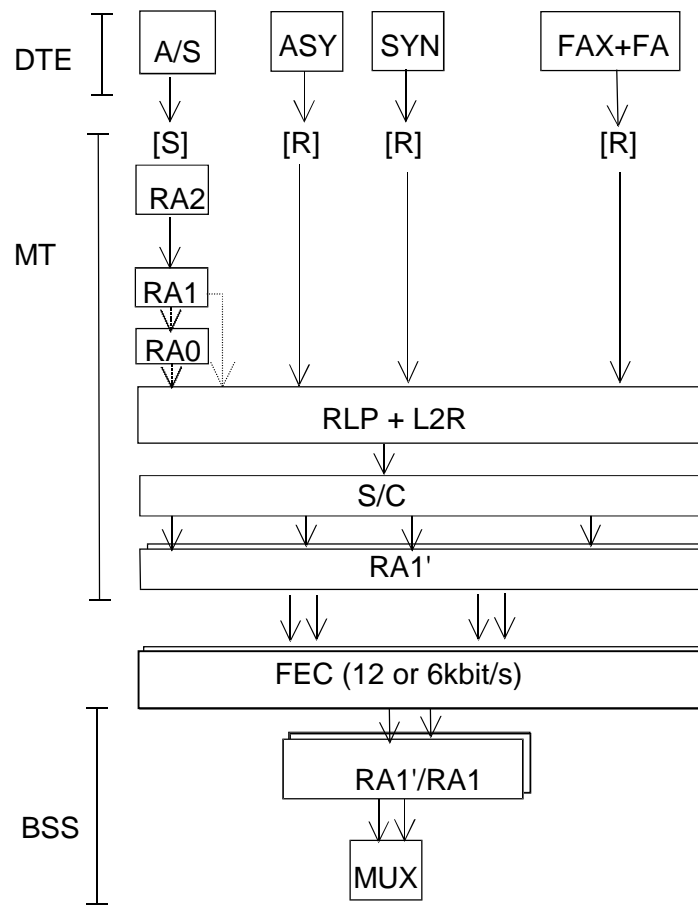 DTE
A/S ASY SYN FAX+FA
[S] [R] [R] [R]
RA2
MT
RA1
RA0
RLP + L2R
S/C
RA1'
FEC (12 or 6kbit/s)
RA1'/RA1
BSS
MUX